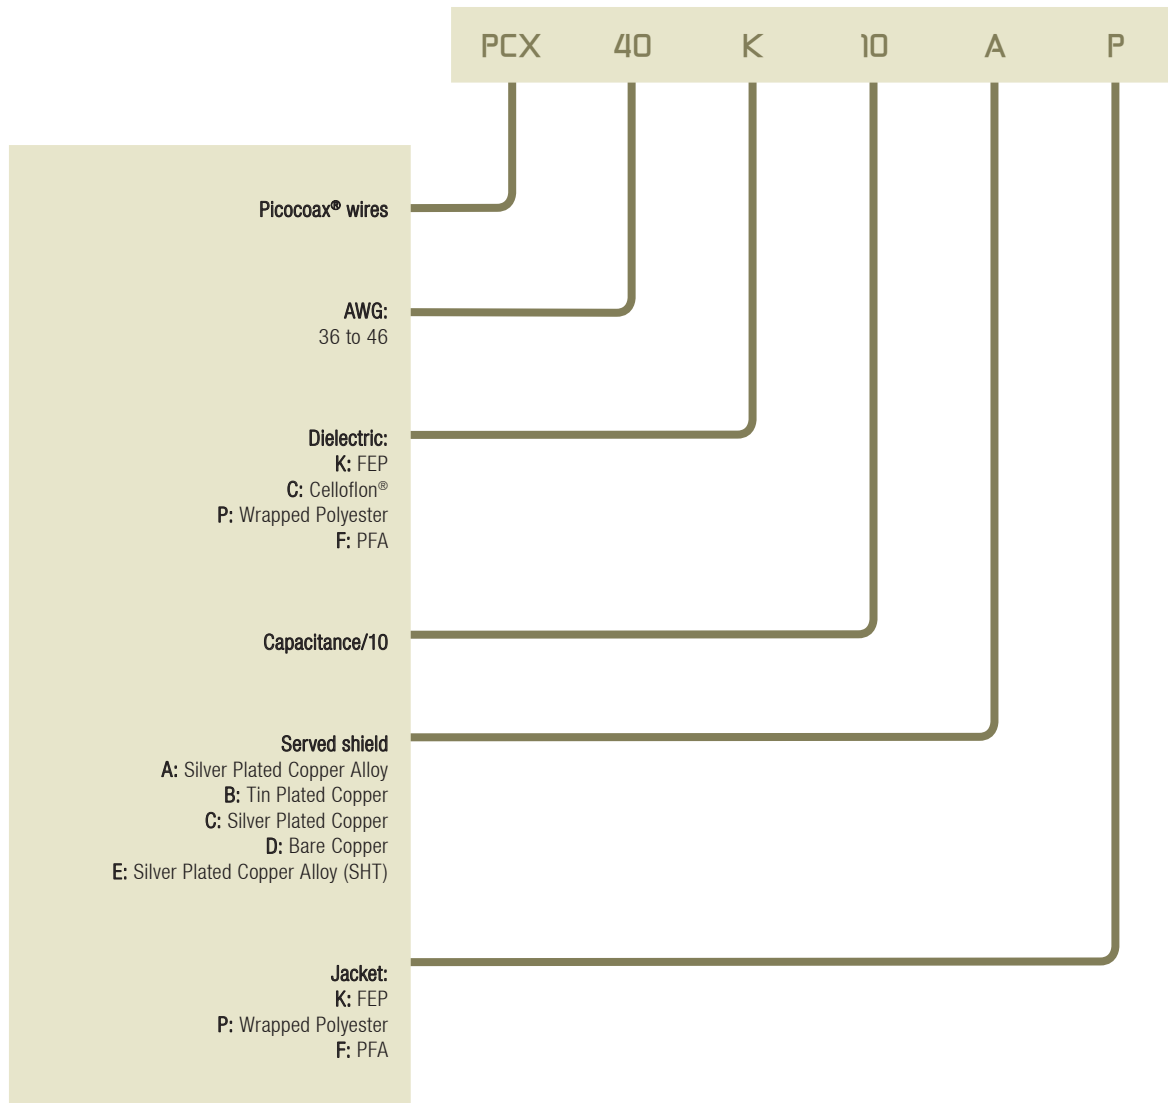 PCX 40 K 10 A P
Picocoax® wires
AWG:
36 to 46
Dielectric:
K: FEP
C: Celloflon®
P: Wrapped Polyester
F: PFA
Capacitance/10
Served shield
A: Silver Plated Copper Alloy
B: Tin Plated Copper
C: Silver Plated Copper
D: Bare Copper
E: Silver Plated Copper Alloy (SHT)
Jacket:
K: FEP
P: Wrapped Polyester
F: PFA